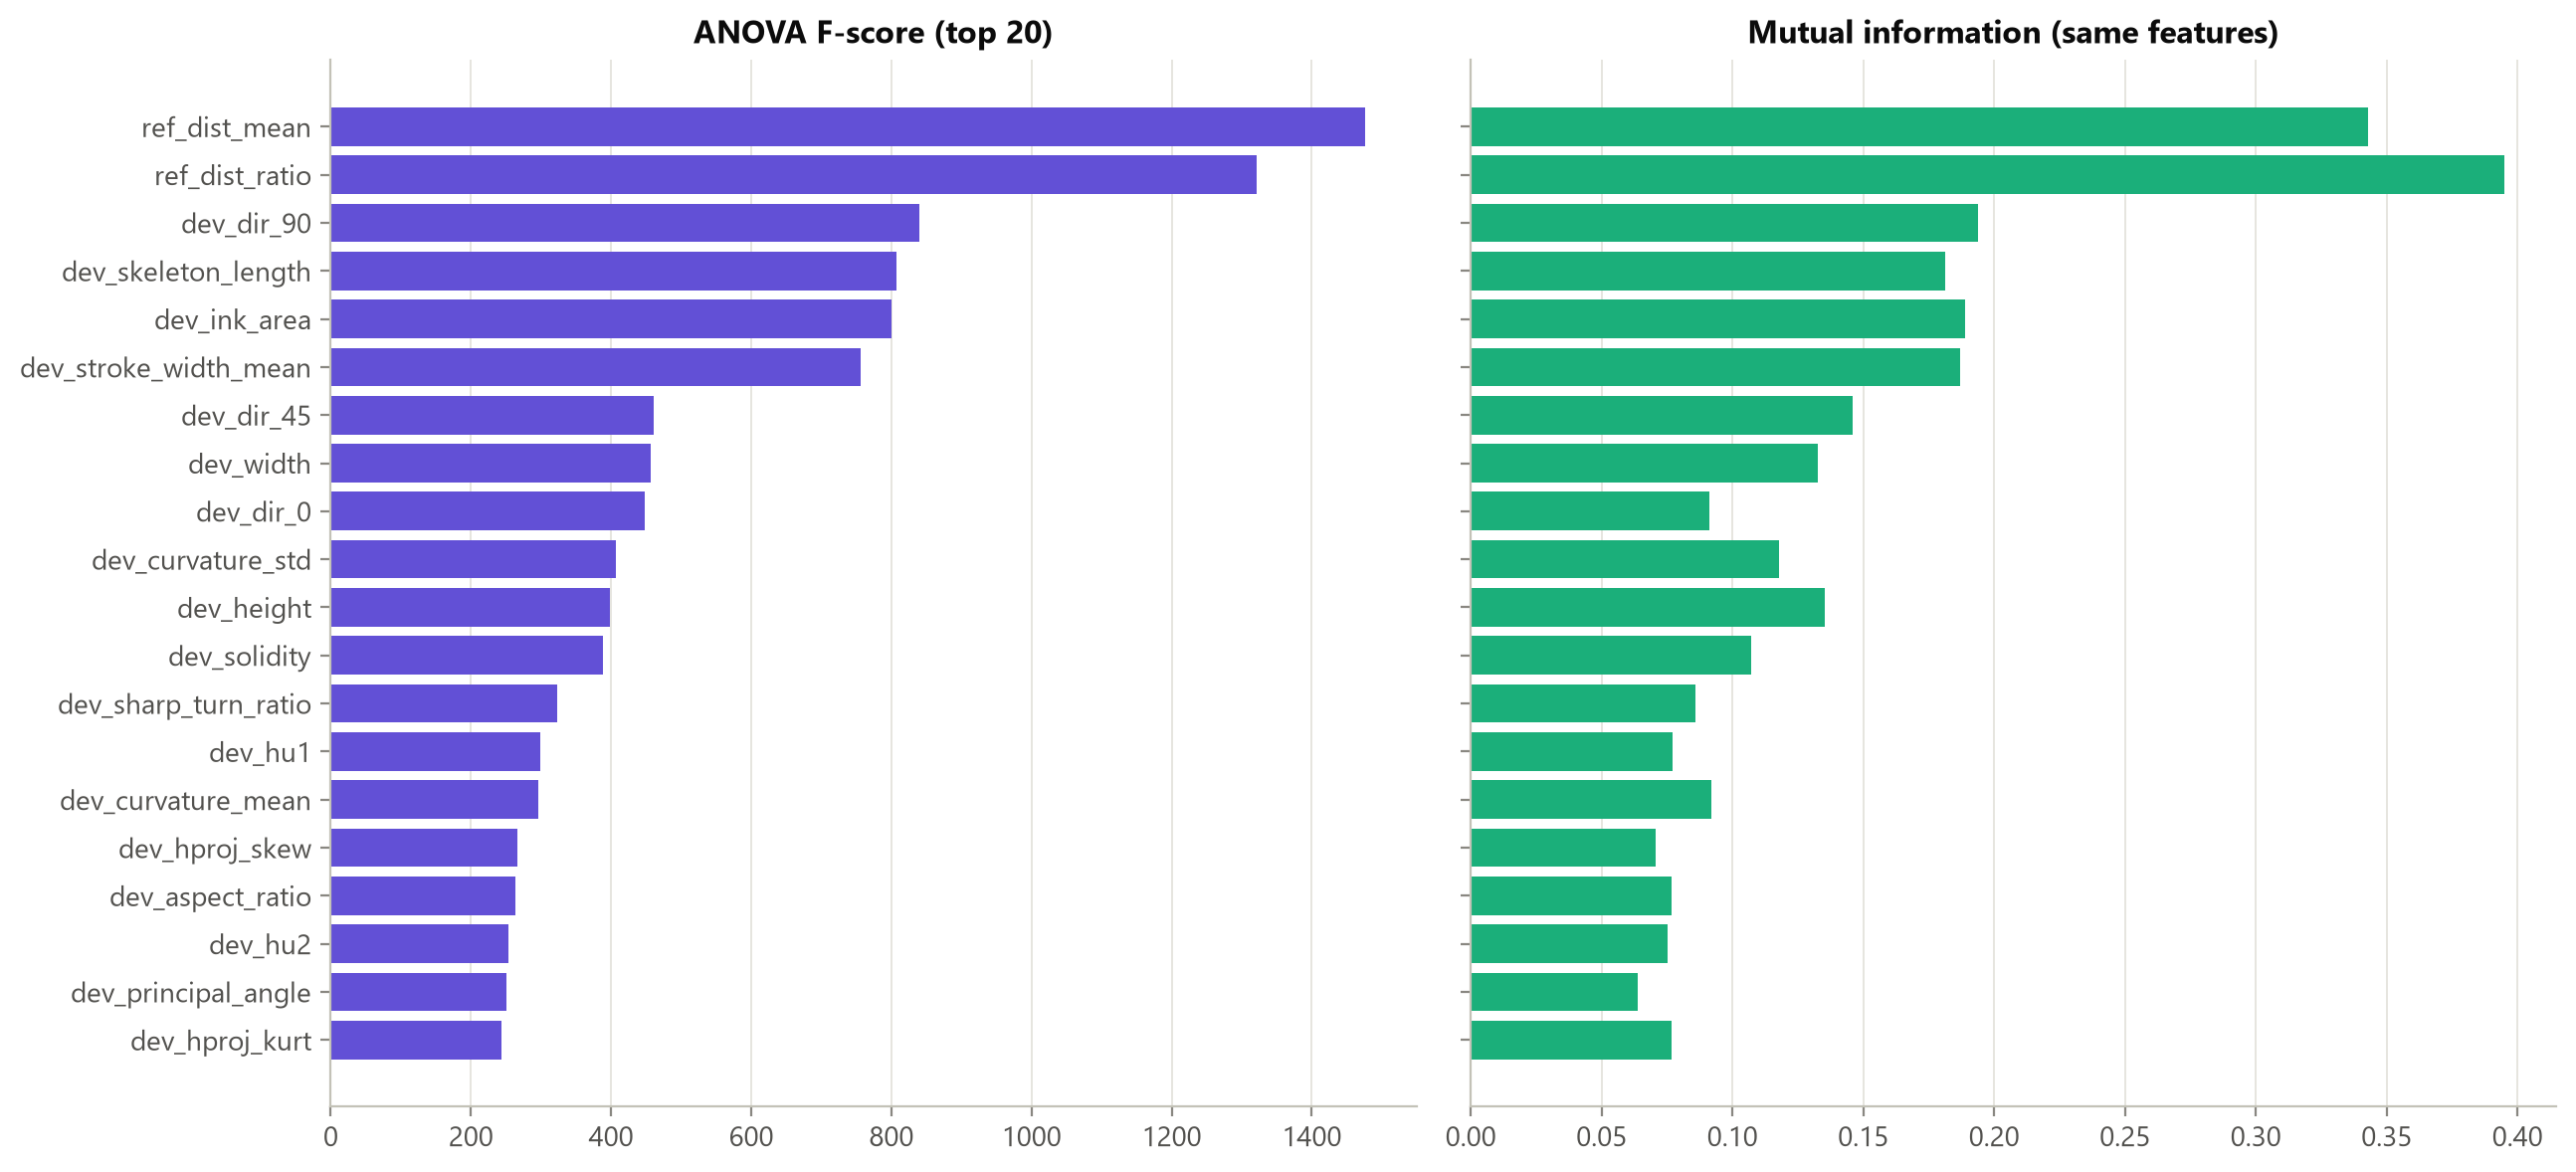 ANOVA F-score (top 20)
Mutual information (same features)
ref_dist_mean
ref_dist_ratio
dev_dir_90
dev_skeleton_length
dev_ink_area
dev_stroke_width_mean
dev_dir_45
dev_width
dev_dir_0
dev_curvature_std
dev_height
dev_solidity
dev_sharp_turn_ratio
dev_hu1
dev_curvature_mean
dev_hproj_skew
dev_aspect_ratio
dev_hu2
dev_principal_angle
dev_hproj_kurt
0 200 400 600 800 1000 1200 1400
0.00 0.05 0.10 0.15 0.20 0.25 0.30 0.35 0.40